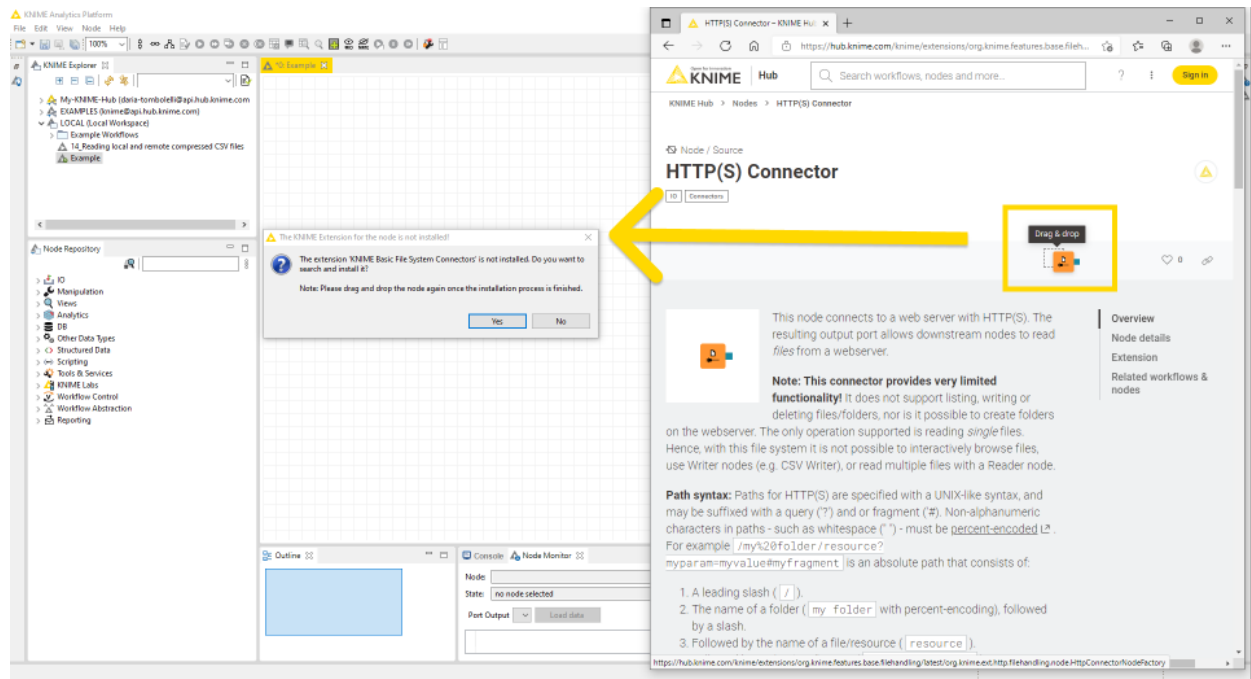 KNIME Analytics Platform
File Edit View Node Help
100%
KNIME Explorer
My-KNIME-Hub (daria-tombolelli@api.hub.knime.com
EXAMPLES (knime@api.hub.knime.com)
LOCAL (Local Workspace)
Example Workflows
14_Reading local and remote compressed CSV files
Example
Node Repository
IO
Manipulation
Views
Analytics
DB
Other Data Types
Structured Data
Scripting
Tools & Services
KNIME Labs
Workflow Control
Workflow Abstraction
Reporting
*0: Example
The KNIME Extension for the node is not installed!
The extension 'KNIME Basic File System Connectors' is not installed. Do you want to
search and install it?
Note: Please drag and drop the node again once the installation process is finished.
Yes No
Outline
Console Node Monitor
Node:
State: no node selected
Port Output Load data
HTTP(S) Connector – KNIME Hub
https://hub.knime.com/knime/extensions/org.knime.features.base.fileh...
Open for Innovation
KNIME Hub Search workflows, nodes and more... ? Sign in
KNIME Hub > Nodes > HTTP(S) Connector
Node / Source
HTTP(S) Connector
IO Connectors
Drag & drop
0
This node connects to a web server with HTTP(S). The
resulting output port allows downstream nodes to read
files from a webserver.
Note: This connector provides very limited
functionality! It does not support listing, writing or
deleting files/folders, nor is it possible to create folders
on the webserver. The only operation supported is reading single files.
Hence, with this file system it is not possible to interactively browse files,
use Writer nodes (e.g. CSV Writer), or read multiple files with a Reader node.
Path syntax: Paths for HTTP(S) are specified with a UNIX-like syntax, and
may be suffixed with a query ('?') and or fragment ('#). Non-alphanumeric
characters in paths - such as whitespace (" ") - must be percent-encoded .
For example /my%20folder/resource?
myparam=myvalue#myfragment is an absolute path that consists of:
1. A leading slash ( / ).
2. The name of a folder ( my folder with percent-encoding), followed
by a slash.
3. Followed by the name of a file/resource ( resource ).
Overview
Node details
Extension
Related workflows &
nodes
https://hub.knime.com/knime/extensions/org.knime.features.base.filehandling/latest/org.knime.ext.http.filehandling.node.HttpConnectorNodeFactory